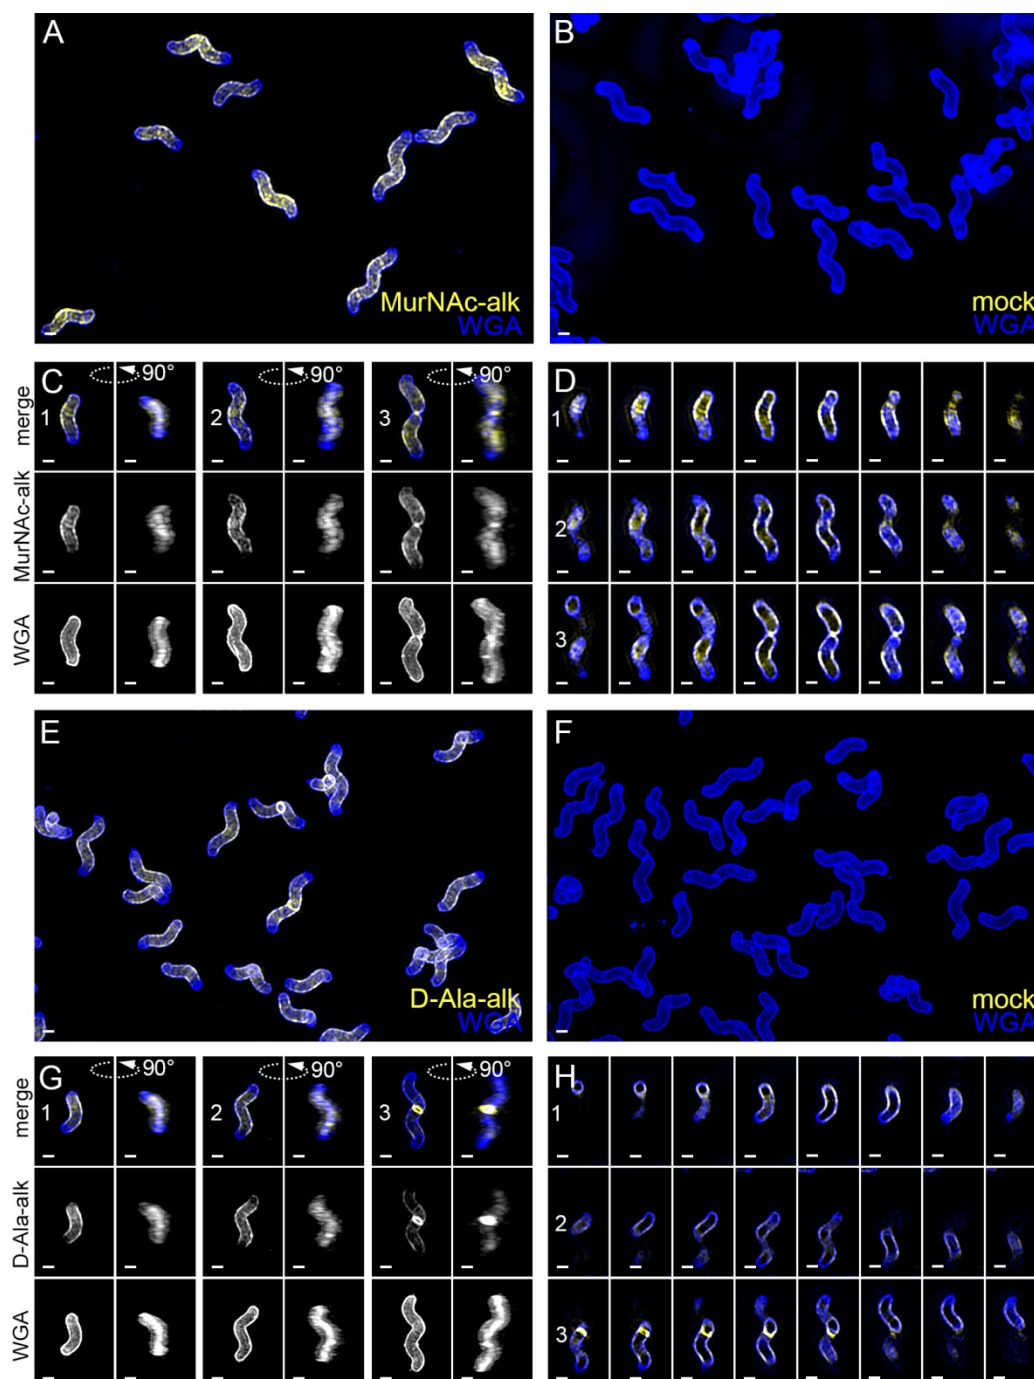 A
MurNAc-alk
WGA
B
mock
WGA
C
90°
90°
90°
merge
1
2
3
MurNAc-alk
WGA
D
1
2
3
E
D-Ala-alk
WGA
F
mock
WGA
G
90°
90°
90°
merge
1
2
3
D-Ala-alk
WGA
H
1
2
3